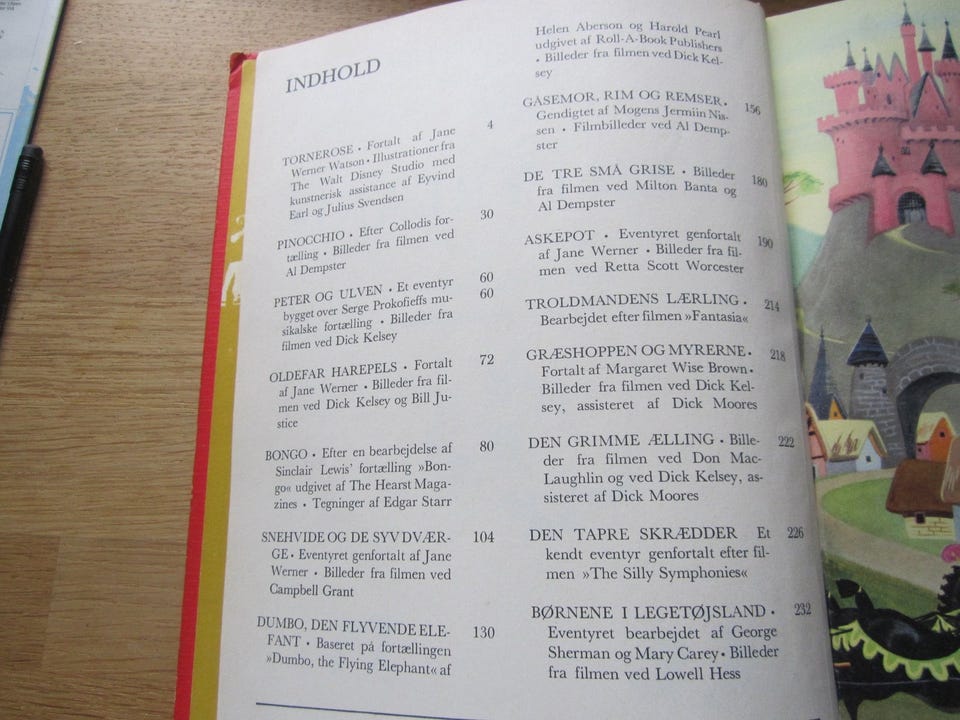 INDHOLD
TORNEROSE • Fortalt af Jane 4
Werner Watson • Illustrationer fra
The Walt Disney Studio med
kunstnerisk assistance af Eyvind
Earl og Julius Svendsen
PINOCCHIO • Efter Collodis for- 30
tælling • Billeder fra filmen ved
Al Dempster
PETER OG ULVEN • Et eventyr 60
bygget over Serge Prokofieffs mu- 60
sikalske fortælling • Billeder fra
filmen ved Dick Kelsey
OLDEFAR HAREPELS • Fortalt 72
af Jane Werner • Billeder fra fil-
men ved Dick Kelsey og Bill Ju-
stice
BONGO • Efter en bearbejdelse af 80
Sinclair Lewis' fortælling »Bon-
go« udgivet af The Hearst Maga-
zines • Tegninger af Edgar Starr
SNEHVIDE OG DE SYV DVÆR- 104
GE • Eventyret genfortalt af Jane
Werner • Billeder fra filmen ved
Campbell Grant
DUMBO, DEN FLYVENDE ELE- 130
FANT • Baseret på fortællingen
»Dumbo, the Flying Elephant« af
Helen Aberson og Harold Pearl
udgivet af Roll-A-Book Publishers
• Billeder fra filmen ved Dick Kel-
sey
GÅSEMOR, RIM OG REMSER • 156
Gendigtet af Mogens Jermiin Nis-
sen • Filmbilleder ved Al Demp-
ster
DE TRE SMÅ GRISE • Billeder 180
fra filmen ved Milton Banta og
Al Dempster
ASKEPOT • Eventyret genfortalt 190
af Jane Werner • Billeder fra fil-
men ved Retta Scott Worcester
TROLDMANDENS LÆRLING • 214
Bearbejdet efter filmen »Fantasia«
GRÆSHOPPEN OG MYRERNE • 218
Fortalt af Margaret Wise Brown •
Billeder fra filmen ved Dick Kel-
sey, assisteret af Dick Moores
DEN GRIMME ÆLLING • Bille- 222
der fra filmen ved Don Mac-
Laughlin og ved Dick Kelsey, as-
sisteret af Dick Moores
DEN TAPRE SKRÆDDER Et 226
kendt eventyr genfortalt efter fil-
men »The Silly Symphonies«
BØRNENE I LEGETØJSLAND • 232
Eventyret bearbejdet af George
Sherman og Mary Carey • Billeder
fra filmen ved Lowell Hess